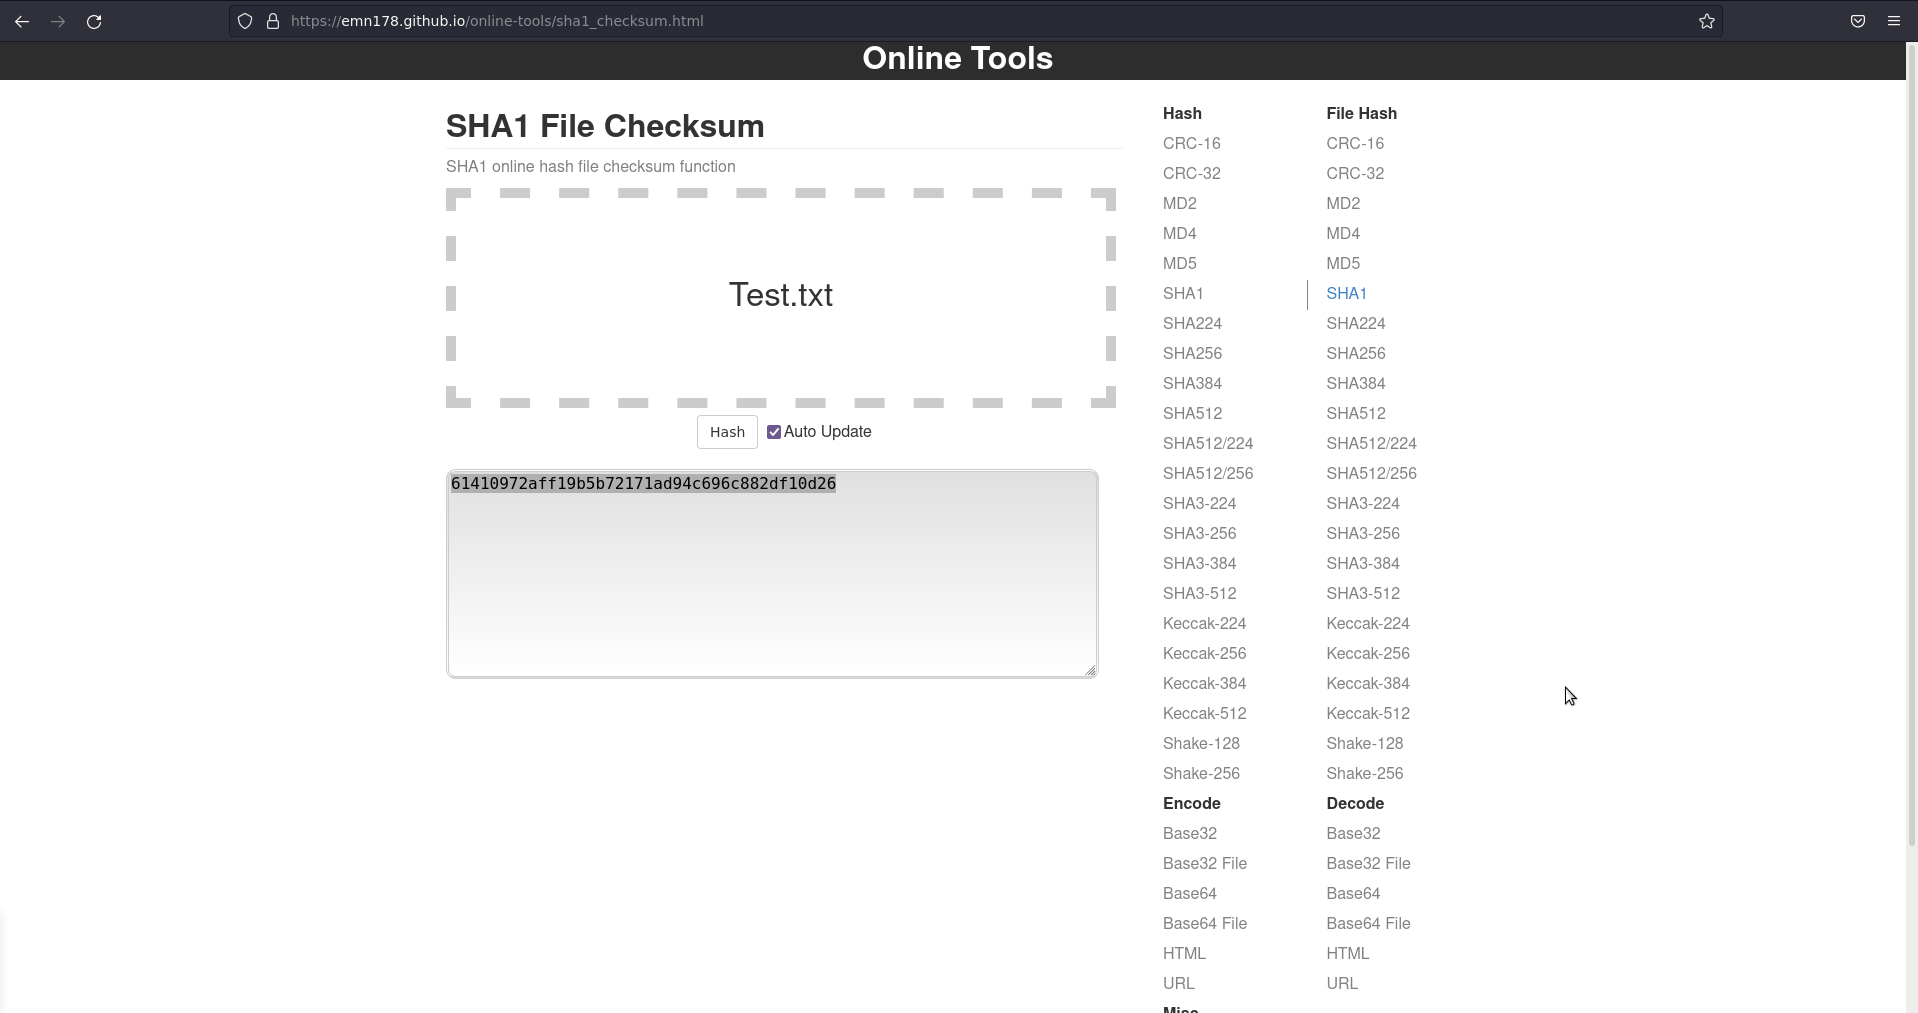 https://emn178.github.io/online-tools/sha1_checksum.html
Online Tools
SHA1 File Checksum
SHA1 online hash file checksum function
Test.txt
Hash Auto Update
61410972aff19b5b72171ad94c696c882df10d26
Hash
CRC-16
CRC-32
MD2
MD4
MD5
SHA1
SHA224
SHA256
SHA384
SHA512
SHA512/224
SHA512/256
SHA3-224
SHA3-256
SHA3-384
SHA3-512
Keccak-224
Keccak-256
Keccak-384
Keccak-512
Shake-128
Shake-256
Encode
Base32
Base32 File
Base64
Base64 File
HTML
URL
Misc
File Hash
CRC-16
CRC-32
MD2
MD4
MD5
SHA1
SHA224
SHA256
SHA384
SHA512
SHA512/224
SHA512/256
SHA3-224
SHA3-256
SHA3-384
SHA3-512
Keccak-224
Keccak-256
Keccak-384
Keccak-512
Shake-128
Shake-256
Decode
Base32
Base32 File
Base64
Base64 File
HTML
URL